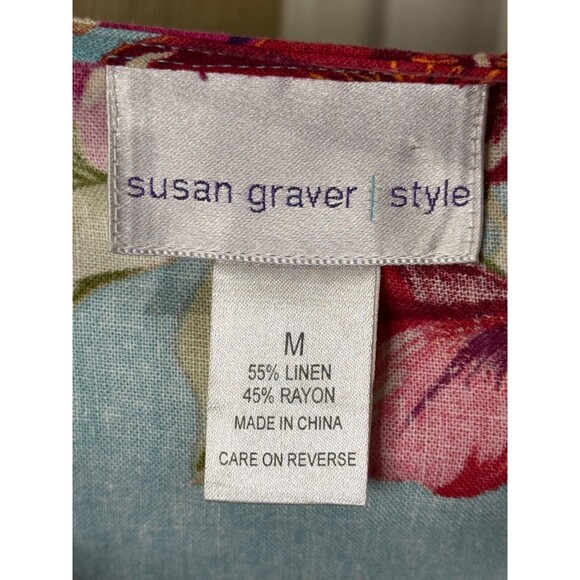 susan graver | style
M
55% LINEN
45% RAYON
MADE IN CHINA
CARE ON REVERSE